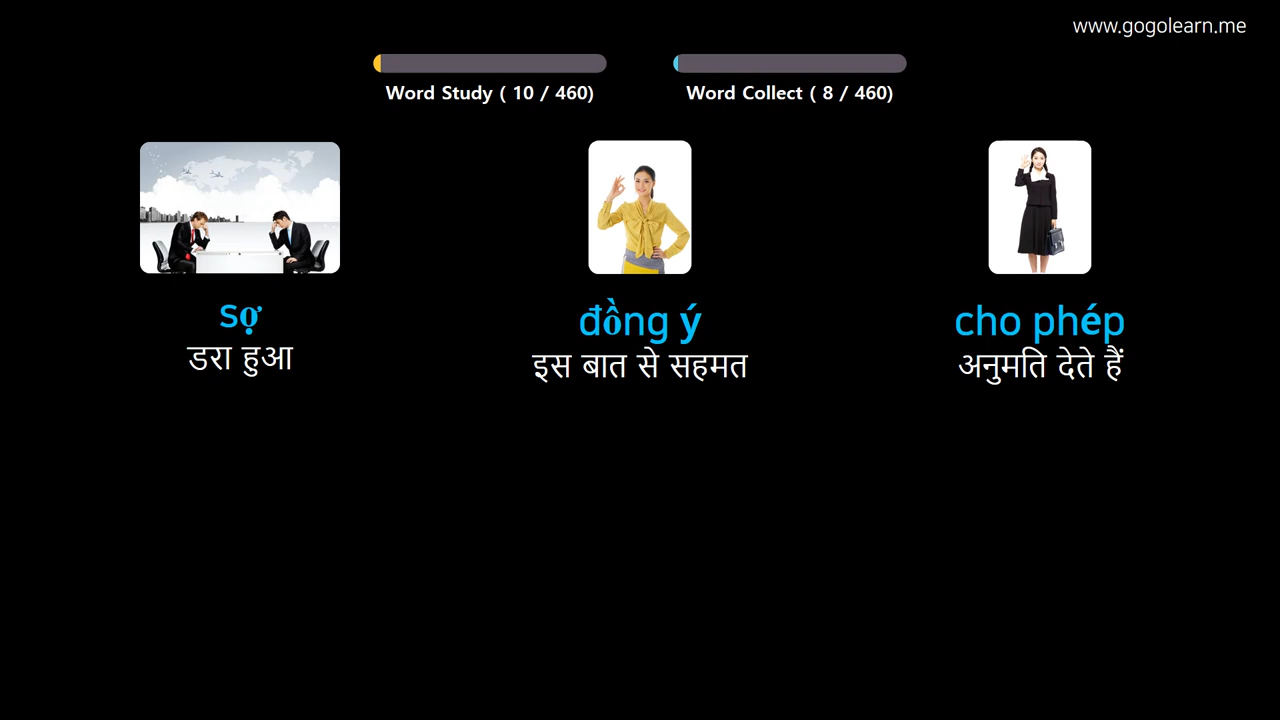 www.gogolearn.me
Word Study ( 10 / 460)
Word Collect ( 8 / 460)
sợ
डरा हुआ
đồng ý
इस बात से सहमत
cho phép
अनुमति देते हैं